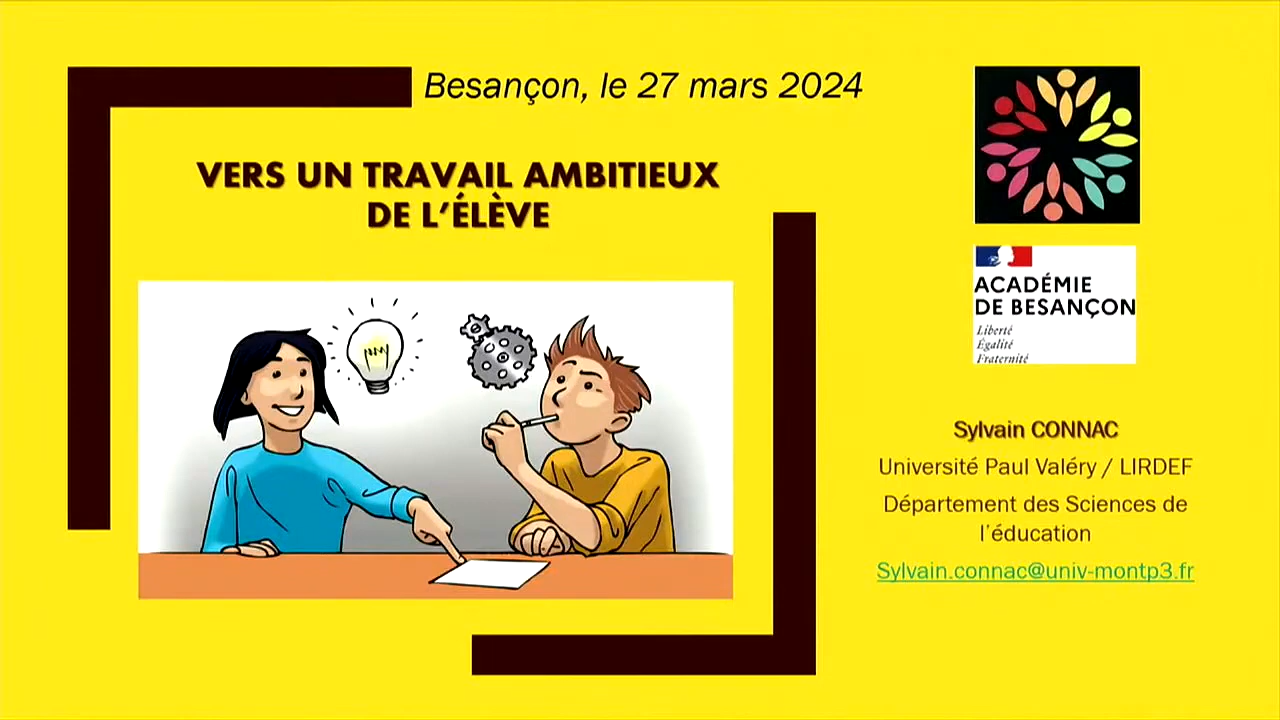 Besançon, le 27 mars 2024
VERS UN TRAVAIL AMBITIEUX
DE L’ÉLÈVE
ACADÉMIE
DE BESANÇON
Liberté
Égalité
Fraternité
Sylvain CONNAC
Université Paul Valéry / LIRDEF
Département des Sciences de
l’éducation
Sylvain.connac@univ-montp3.fr